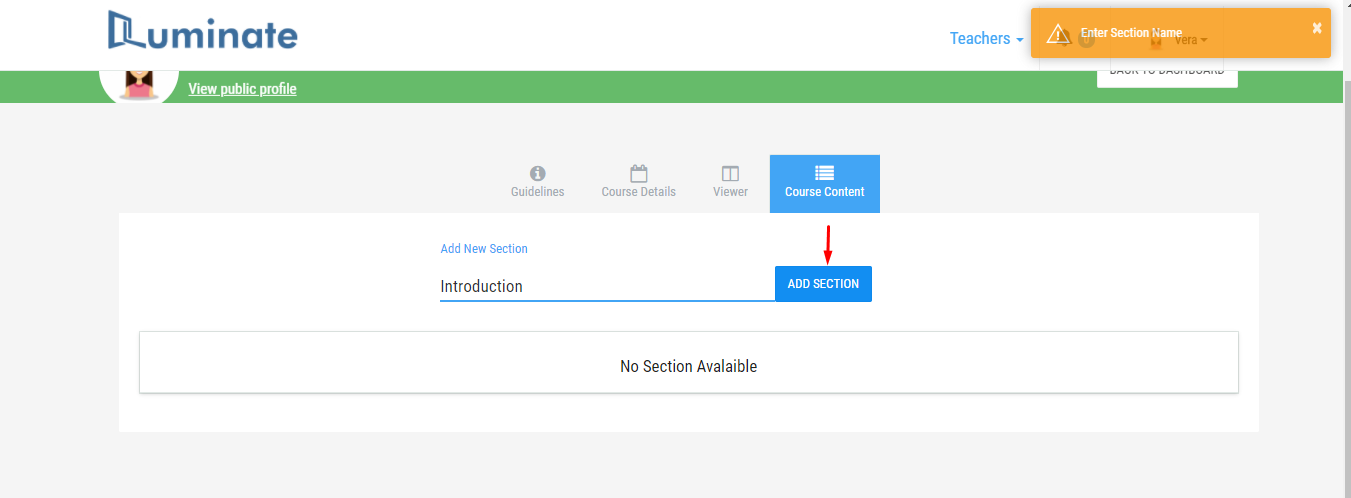 Luminate
Teachers
Enter Section Name
×
Vera
View public profile
BACK TO DASHBOARD
Guidelines
Course Details
Viewer
Course Content
Add New Section
Introduction
ADD SECTION
No Section Avalaible